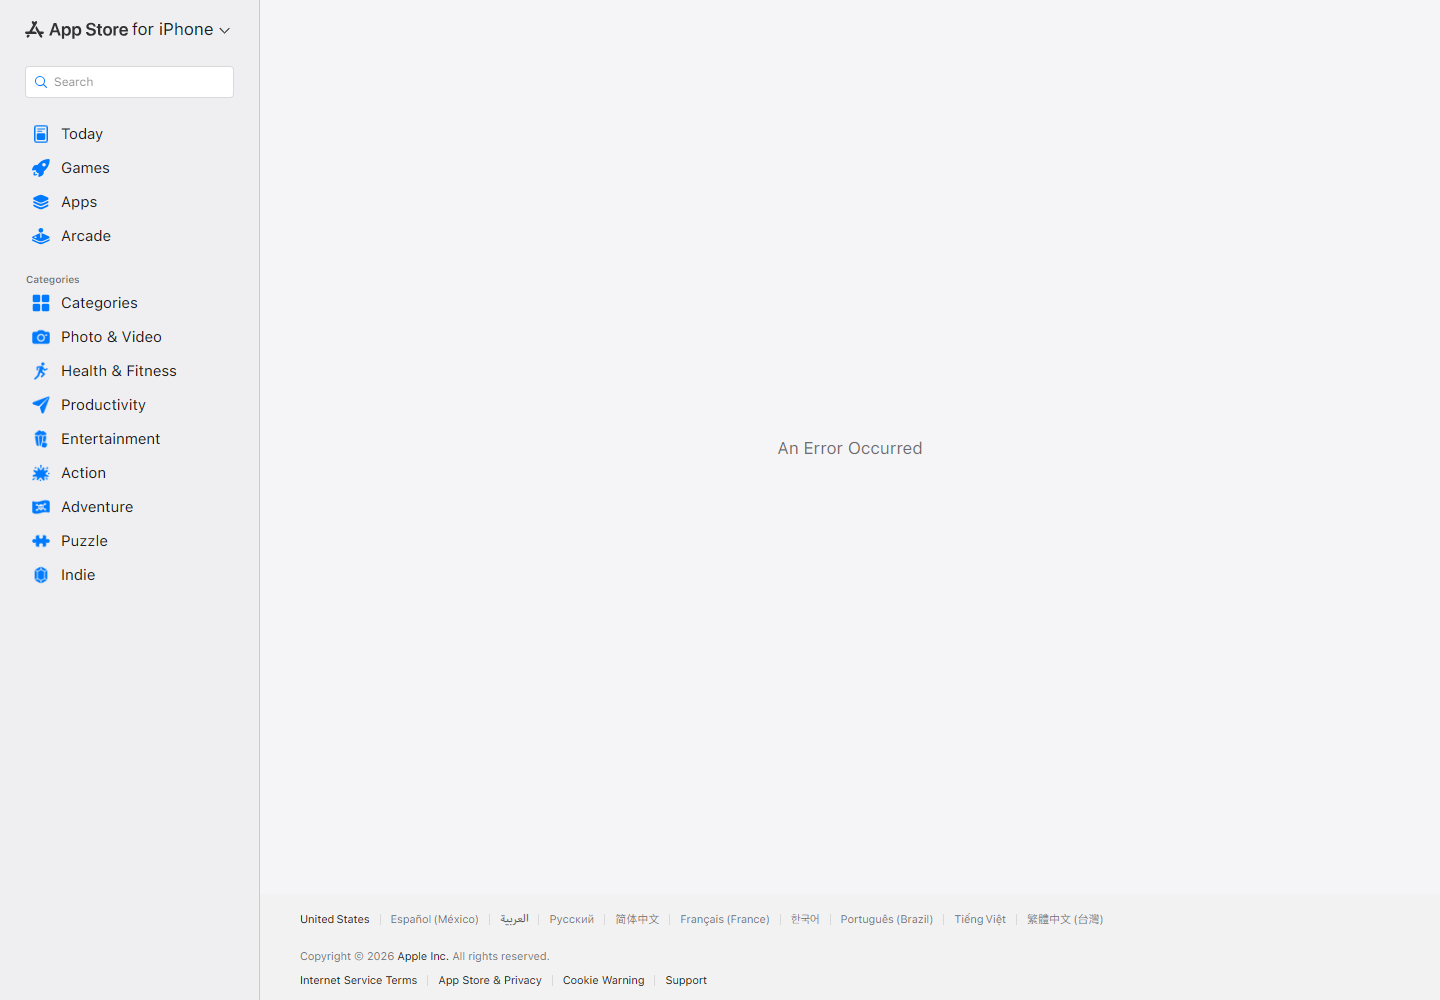 App Store for iPhone
Search
Today
Games
Apps
Arcade
Categories
Categories
Photo & Video
Health & Fitness
Productivity
Entertainment
Action
Adventure
Puzzle
Indie
An Error Occurred
United States
Español (México)
العربية
Русский
简体中文
Français (France)
한국어
Português (Brazil)
Tiếng Việt
繁體中文 (台灣)
Copyright © 2026 Apple Inc. All rights reserved.
Internet Service Terms
App Store & Privacy
Cookie Warning
Support